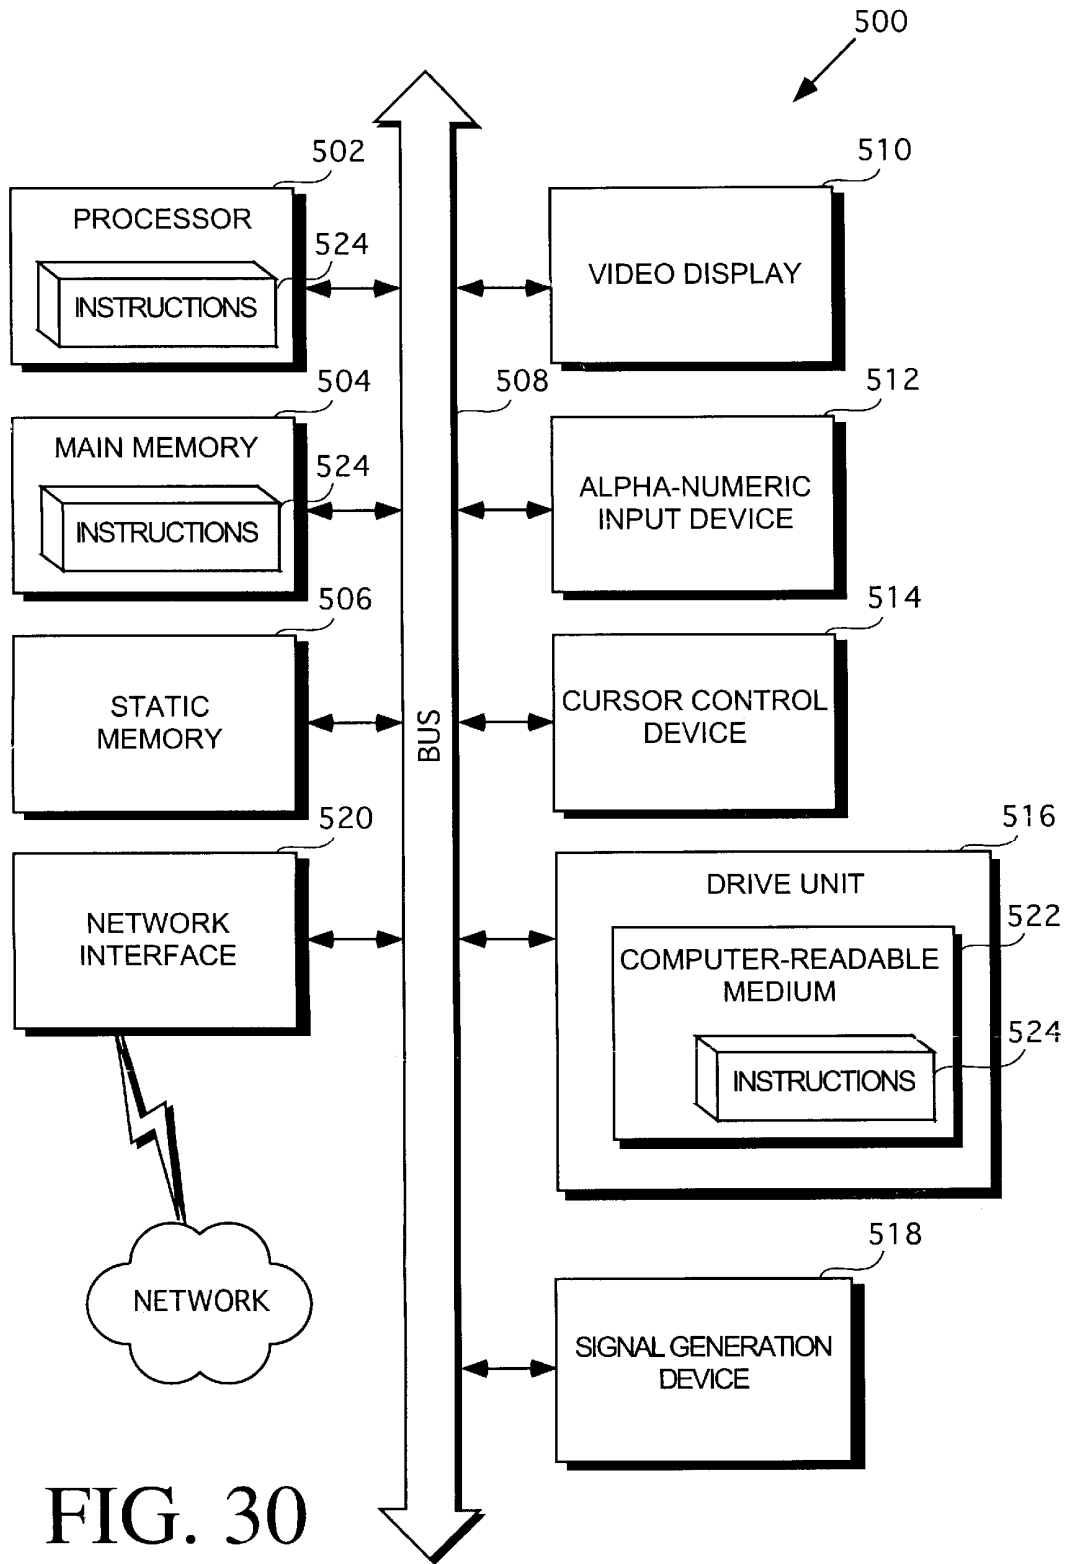 500
502
PROCESSOR
524
INSTRUCTIONS
510
VIDEO DISPLAY
504
MAIN MEMORY
524
INSTRUCTIONS
508
512
ALPHA-NUMERIC
INPUT DEVICE
506
STATIC
MEMORY
BUS
514
CURSOR CONTROL
DEVICE
520
NETWORK
INTERFACE
516
DRIVE UNIT
522
COMPUTER-READABLE
MEDIUM
524
INSTRUCTIONS
NETWORK
518
SIGNAL GENERATION
DEVICE
FIG. 30